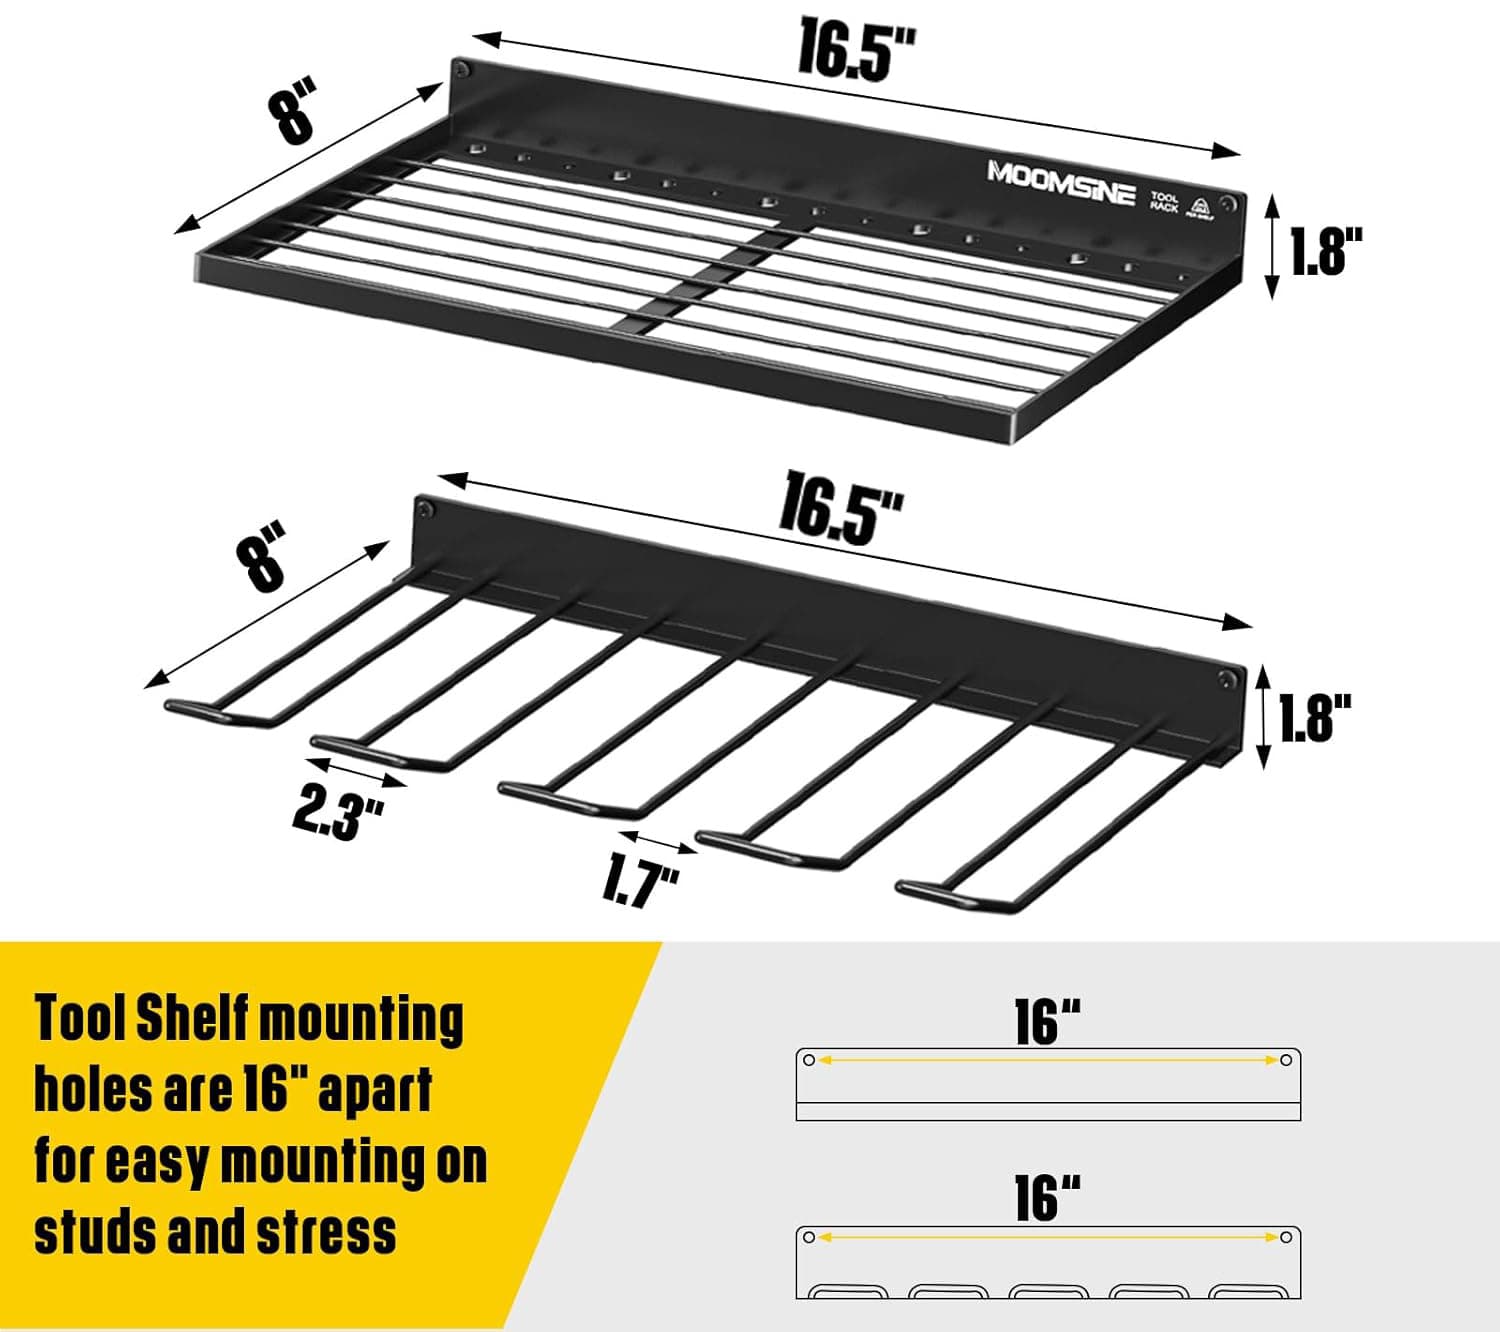 16.5"
8"
MOOMSiNE
TOOL
RACK
1.8"
16.5"
8"
1.8"
2.3"
1.7"
Tool Shelf mounting
holes are 16" apart
for easy mounting on
studs and stress
16"
16"